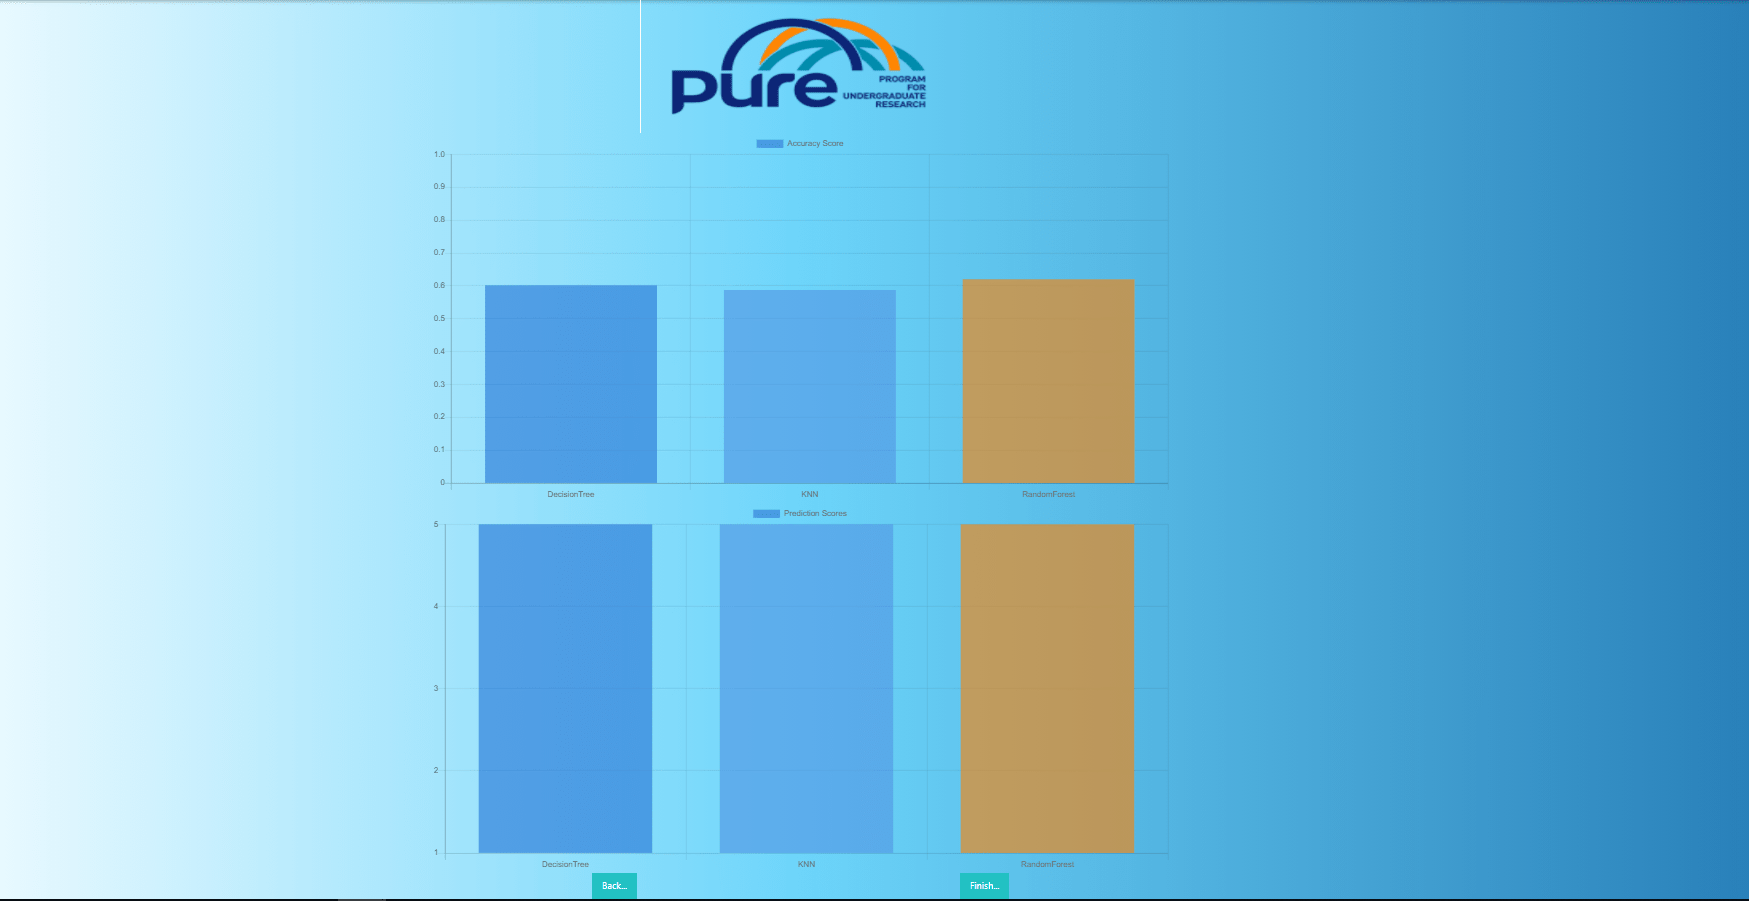 pure
PROGRAM
FOR
UNDERGRADUATE
RESEARCH
Accuracy Score
1.0
0.9
0.8
0.7
0.6
0.5
0.4
0.3
0.2
0.1
0
DecisionTree KNN RandomForest
Prediction Scores
5
4
3
2
1
DecisionTree KNN RandomForest
Back... Finish...